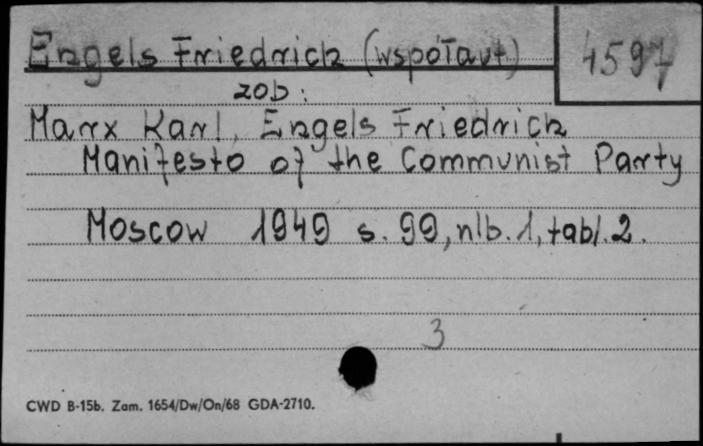 Engels Friedrich (współaut) 4597
zob:
Marx Karl, Engels Friedrich
Manifesto of the Communist Party
Moscow 1949 s. 99, nlb. 1, tabl. 2.
3
CWD B-15b. Zam. 1654/Dw/On/68 GDA-2710.